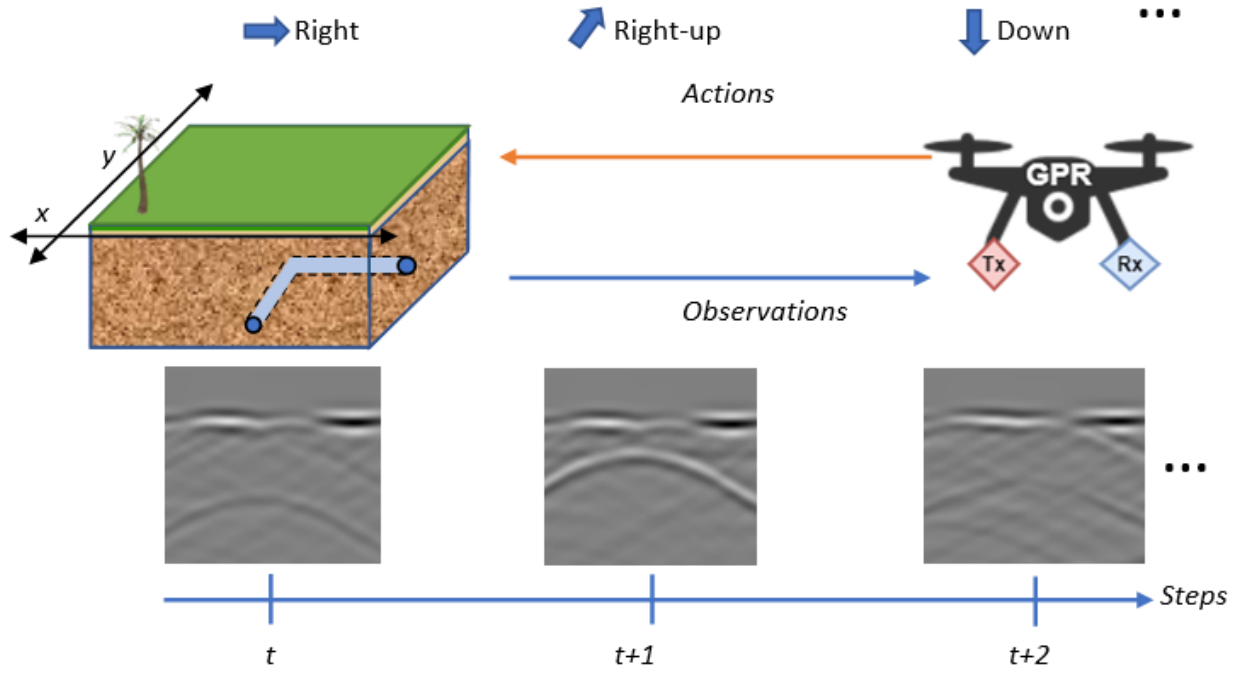 Right
Right-up
Down
...
Actions
y
x
GPR
Tx
Rx
Observations
...
Steps
t
t+1
t+2